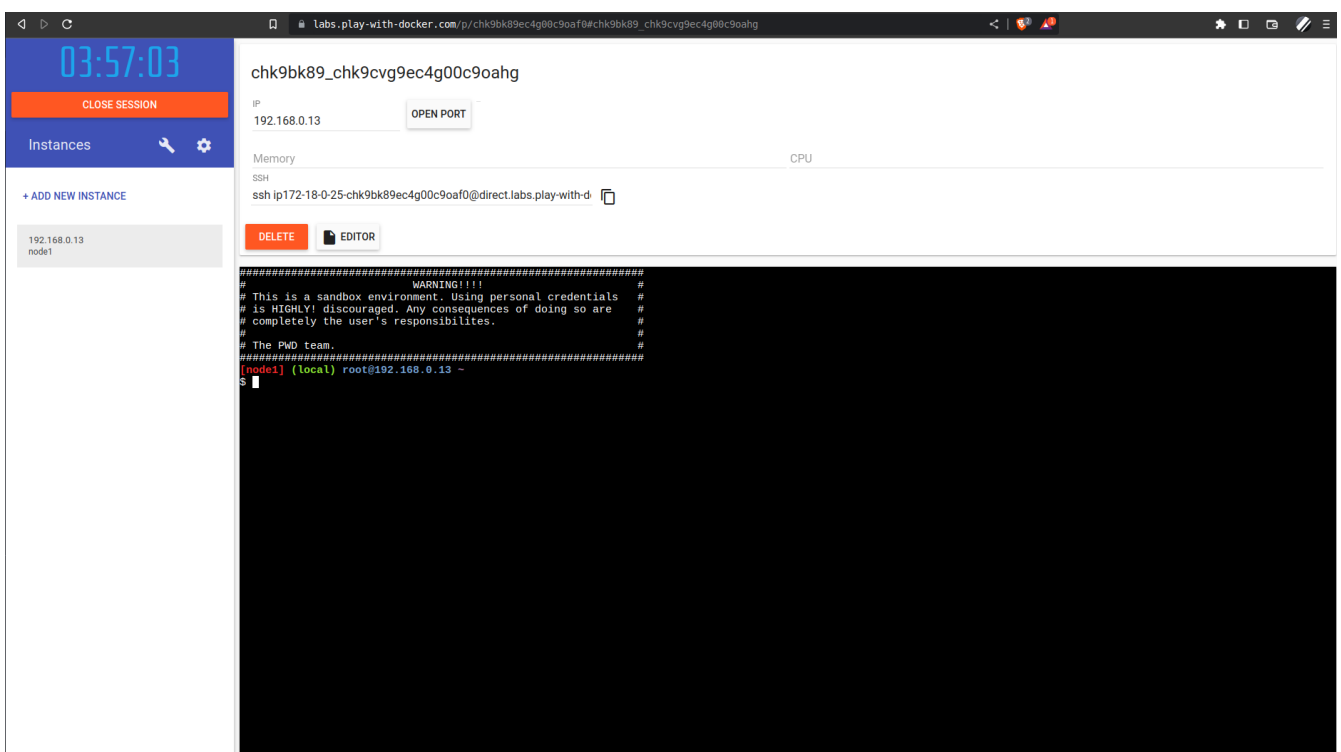 labs.play-with-docker.com/p/chk9bk89ec4g00c9oaf0#chk9bk89_chk9cvg9ec4g00c9oahg
03:57:03
CLOSE SESSION
Instances
+ ADD NEW INSTANCE
192.168.0.13
node1
chk9bk89_chk9cvg9ec4g00c9oahg
IP
192.168.0.13
OPEN PORT
Memory
CPU
SSH
ssh ip172-18-0-25-chk9bk89ec4g00c9oaf0@direct.labs.play-with-d
DELETE
EDITOR
###############################################################
# WARNING!!!! #
# This is a sandbox environment. Using personal credentials #
# is HIGHLY! discouraged. Any consequences of doing so are #
# completely the user's responsibilites. #
# #
# The PWD team. #
###############################################################
[node1] (local) root@192.168.0.13 ~
$